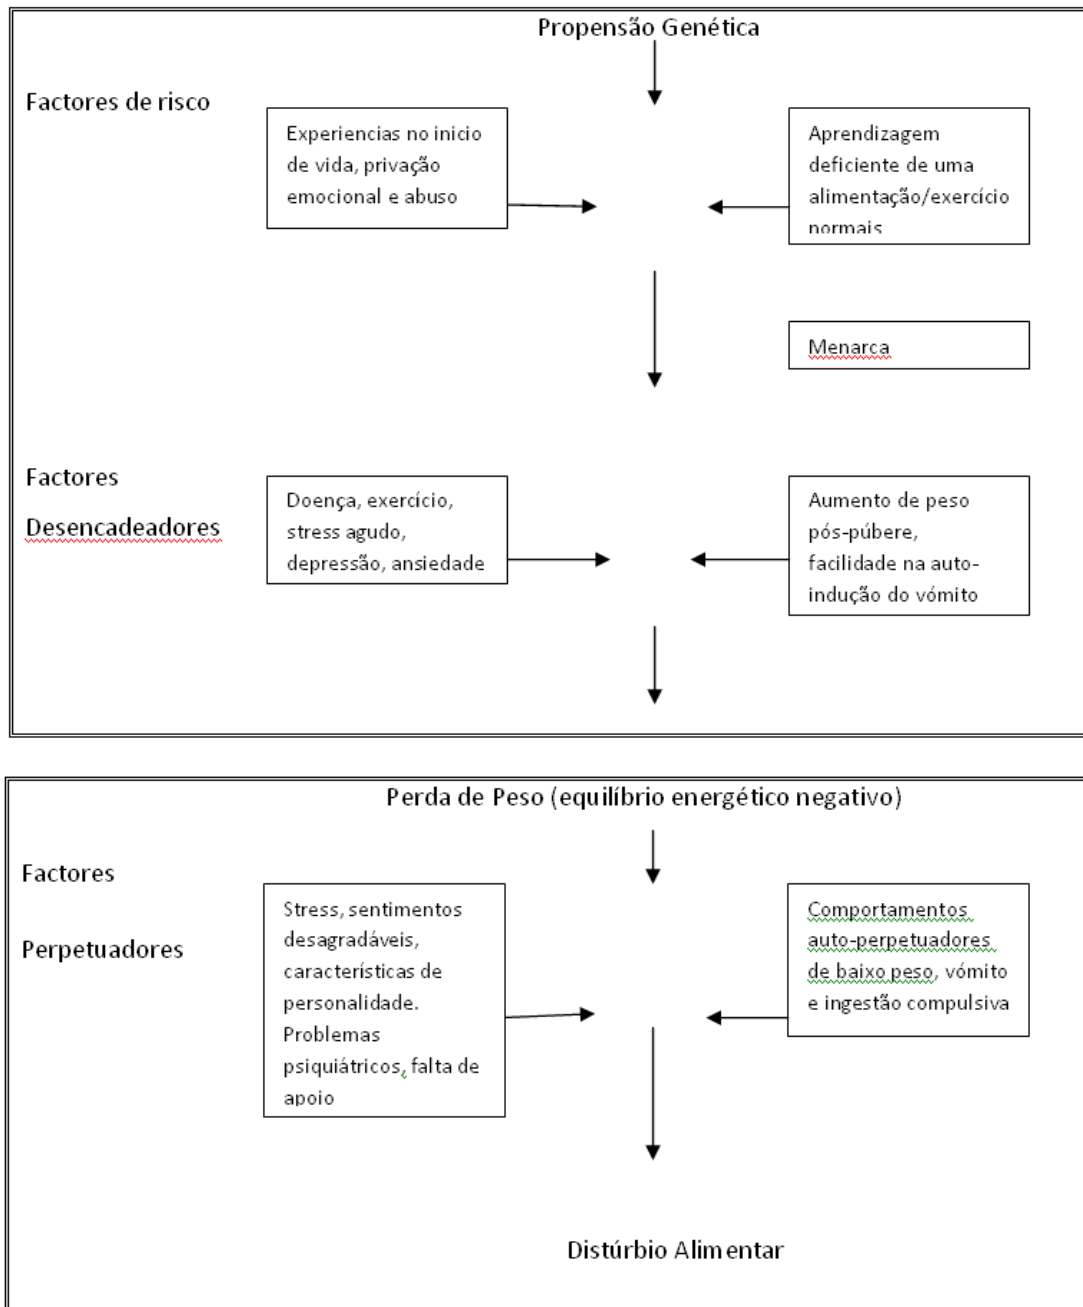 Propensão Genética
Factores de risco
Experiencias no inicio
de vida, privação
emocional e abuso
Aprendizagem
deficiente de uma
alimentação/exercício
normais
Menarca
Factores
Desencadeadores
Doença, exercício,
stress agudo,
depressão, ansiedade
Aumento de peso
pós-púbere,
facilidade na auto-
indução do vómito
Perda de Peso (equilíbrio energético negativo)
Factores
Perpetuadores
Stress, sentimentos
desagradáveis,
características de
personalidade.
Problemas
psiquiátricos, falta de
apoio
Comportamentos
auto-perpetuadores
de baixo peso, vómito
e ingestão compulsiva
Distúrbio Alimentar